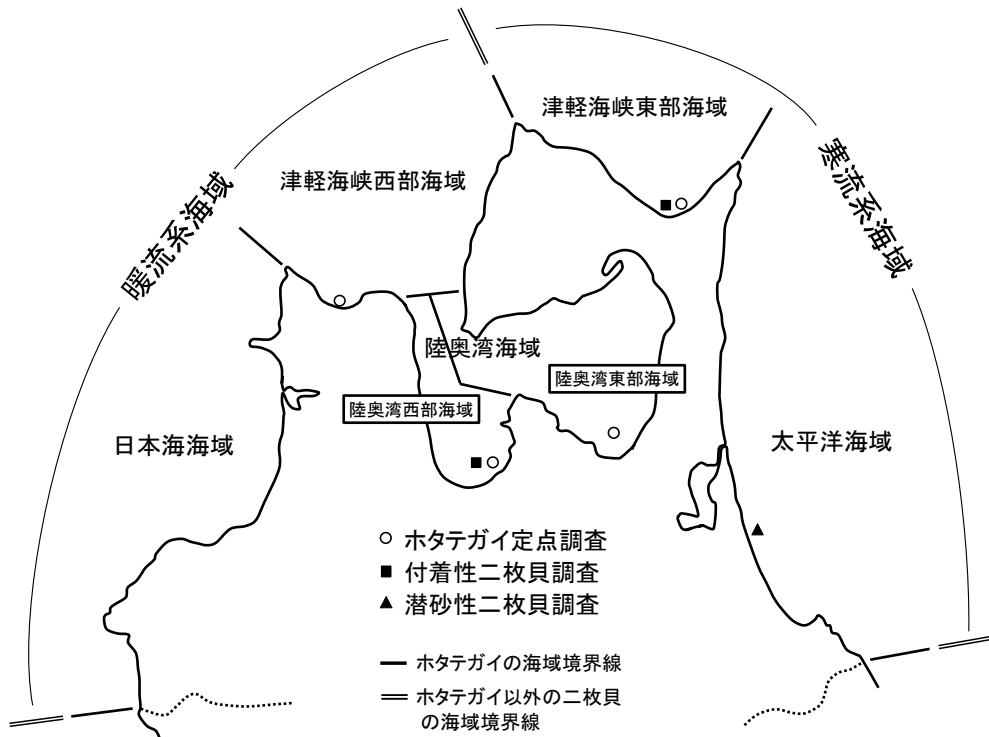 津軽海峡東部海域
津軽海峡西部海域
暖流系海域
寒流系海域
陸奥湾海域
陸奥湾東部海域
陸奥湾西部海域
日本海海域
太平洋海域
○ ホタテガイ定点調査
■ 付着性二枚貝調査
▲ 潜砂性二枚貝調査
ホタテガイの海域境界線
ホタテガイ以外の二枚貝
の海域境界線